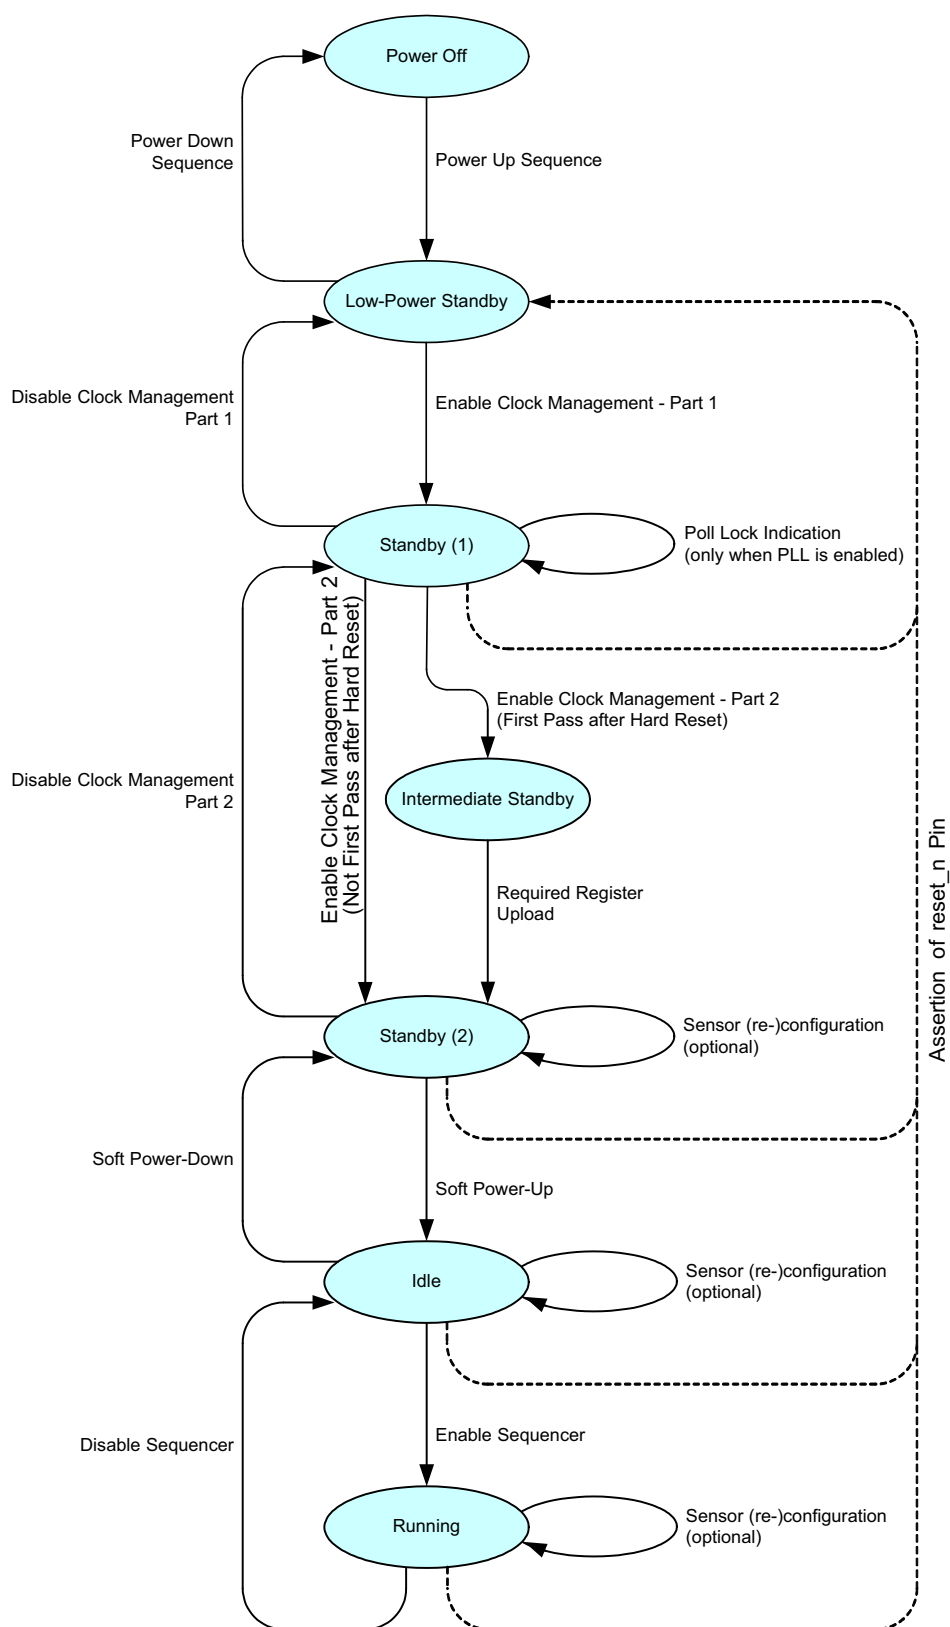 Power Off
Power Down
Sequence
Power Up Sequence
Low-Power Standby
Disable Clock Management
Part 1
Enable Clock Management - Part 1
Standby (1)
Poll Lock Indication
(only when PLL is enabled)
Enable Clock Management - Part 2
(Not First Pass after Hard Reset)
Enable Clock Management - Part 2
(First Pass after Hard Reset)
Disable Clock Management
Part 2
Intermediate Standby
Required Register
Upload
Assertion of reset_n Pin
Standby (2)
Sensor (re-)configuration
(optional)
Soft Power-Down
Soft Power-Up
Idle
Sensor (re-)configuration
(optional)
Disable Sequencer
Enable Sequencer
Running
Sensor (re-)configuration
(optional)